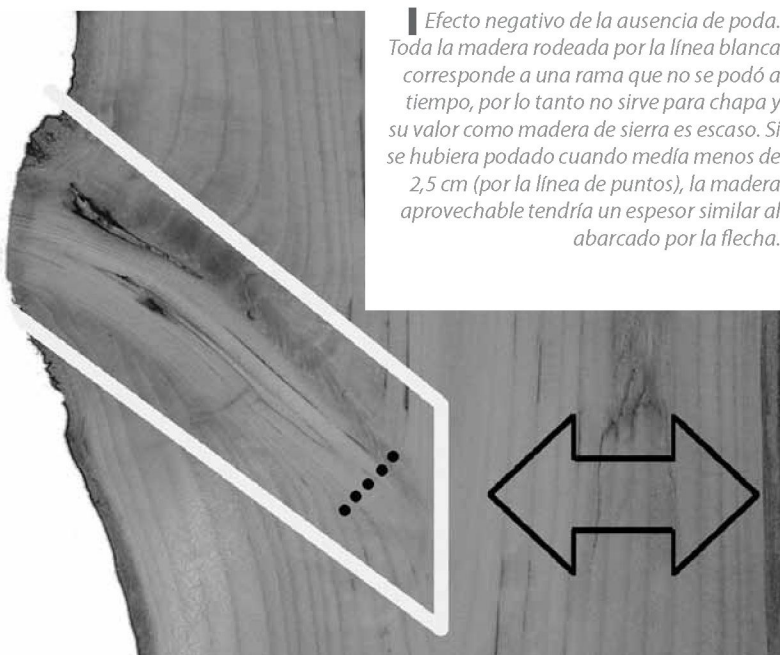 Efecto negativo de la ausencia de poda.
Toda la madera rodeada por la línea blanca
corresponde a una rama que no se podó a
tiempo, por lo tanto no sirve para chapa y
su valor como madera de sierra es escaso. Si
se hubiera podado cuando medía menos de
2,5 cm (por la línea de puntos), la madera
aprovechable tendría un espesor similar al
abarcado por la flecha.